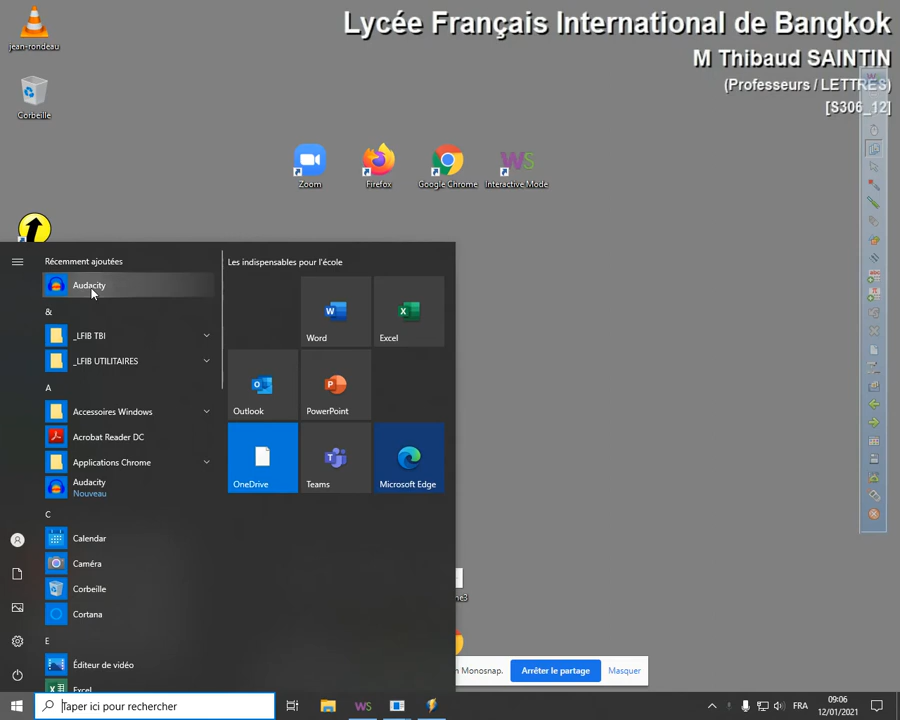 Lycée Français International de Bangkok
M Thibaud SAINTIN
(Professeurs / LETTRES)
[S306_12]
jean-rondeau
Corbeille
Zoom
Firefox
Google Chrome
Interactive Mode
Récemment ajoutées
Audacity
&
_LFIB TBI
_LFIB UTILITAIRES
A
Accessoires Windows
Acrobat Reader DC
Applications Chrome
Audacity
Nouveau
C
Calendar
Caméra
Corbeille
Cortana
E
Éditeur de vidéo
Excel
Les indispensables pour l'école
Word
Excel
Outlook
PowerPoint
OneDrive
Teams
Microsoft Edge
Monosnap.
Arrêter le partage
Masquer
Taper ici pour rechercher
FRA
09:06
12/01/2021